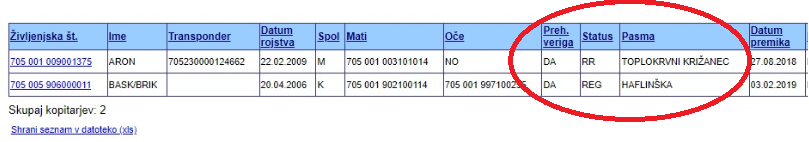 Življenjska št. Ime Transponder Datum rojstva Spol Mati Oče Preh. veriga Status Pasma Datum premika
705 001 009001375 ARON 705230000124662 22.02.2009 M 705 001 003101014 NO DA RR TOPLOKRVNI KRIŽANEC 27.08.2018
705 005 906000011 BASK/BRIK 20.04.2006 K 705 001 902100114 705 001 DA REG HAFLINŠKA 03.02.2019
Skupaj kopitarjev: 2
Shrani seznam v datoteko (xls)